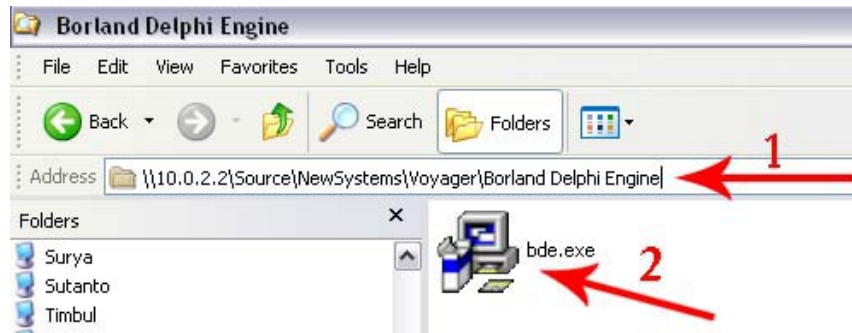 Borland Delphi Engine
File Edit View Favorites Tools Help
Back Search Folders
1
Address \\10.0.2.2\Source\NewSystems\Voyager\Borland Delphi Engine
Folders
bde.exe
Surya
2
Sutanto
Timbul